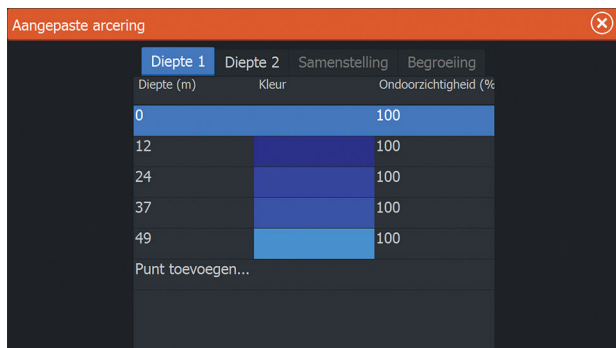 Aangepaste arcering
Diepte 1 Diepte 2 Samenstelling Begroeiing
Diepte (m) Kleur Ondoorzichtigheid (%
0 100
12 100
24 100
37 100
49 100
Punt toevoegen...